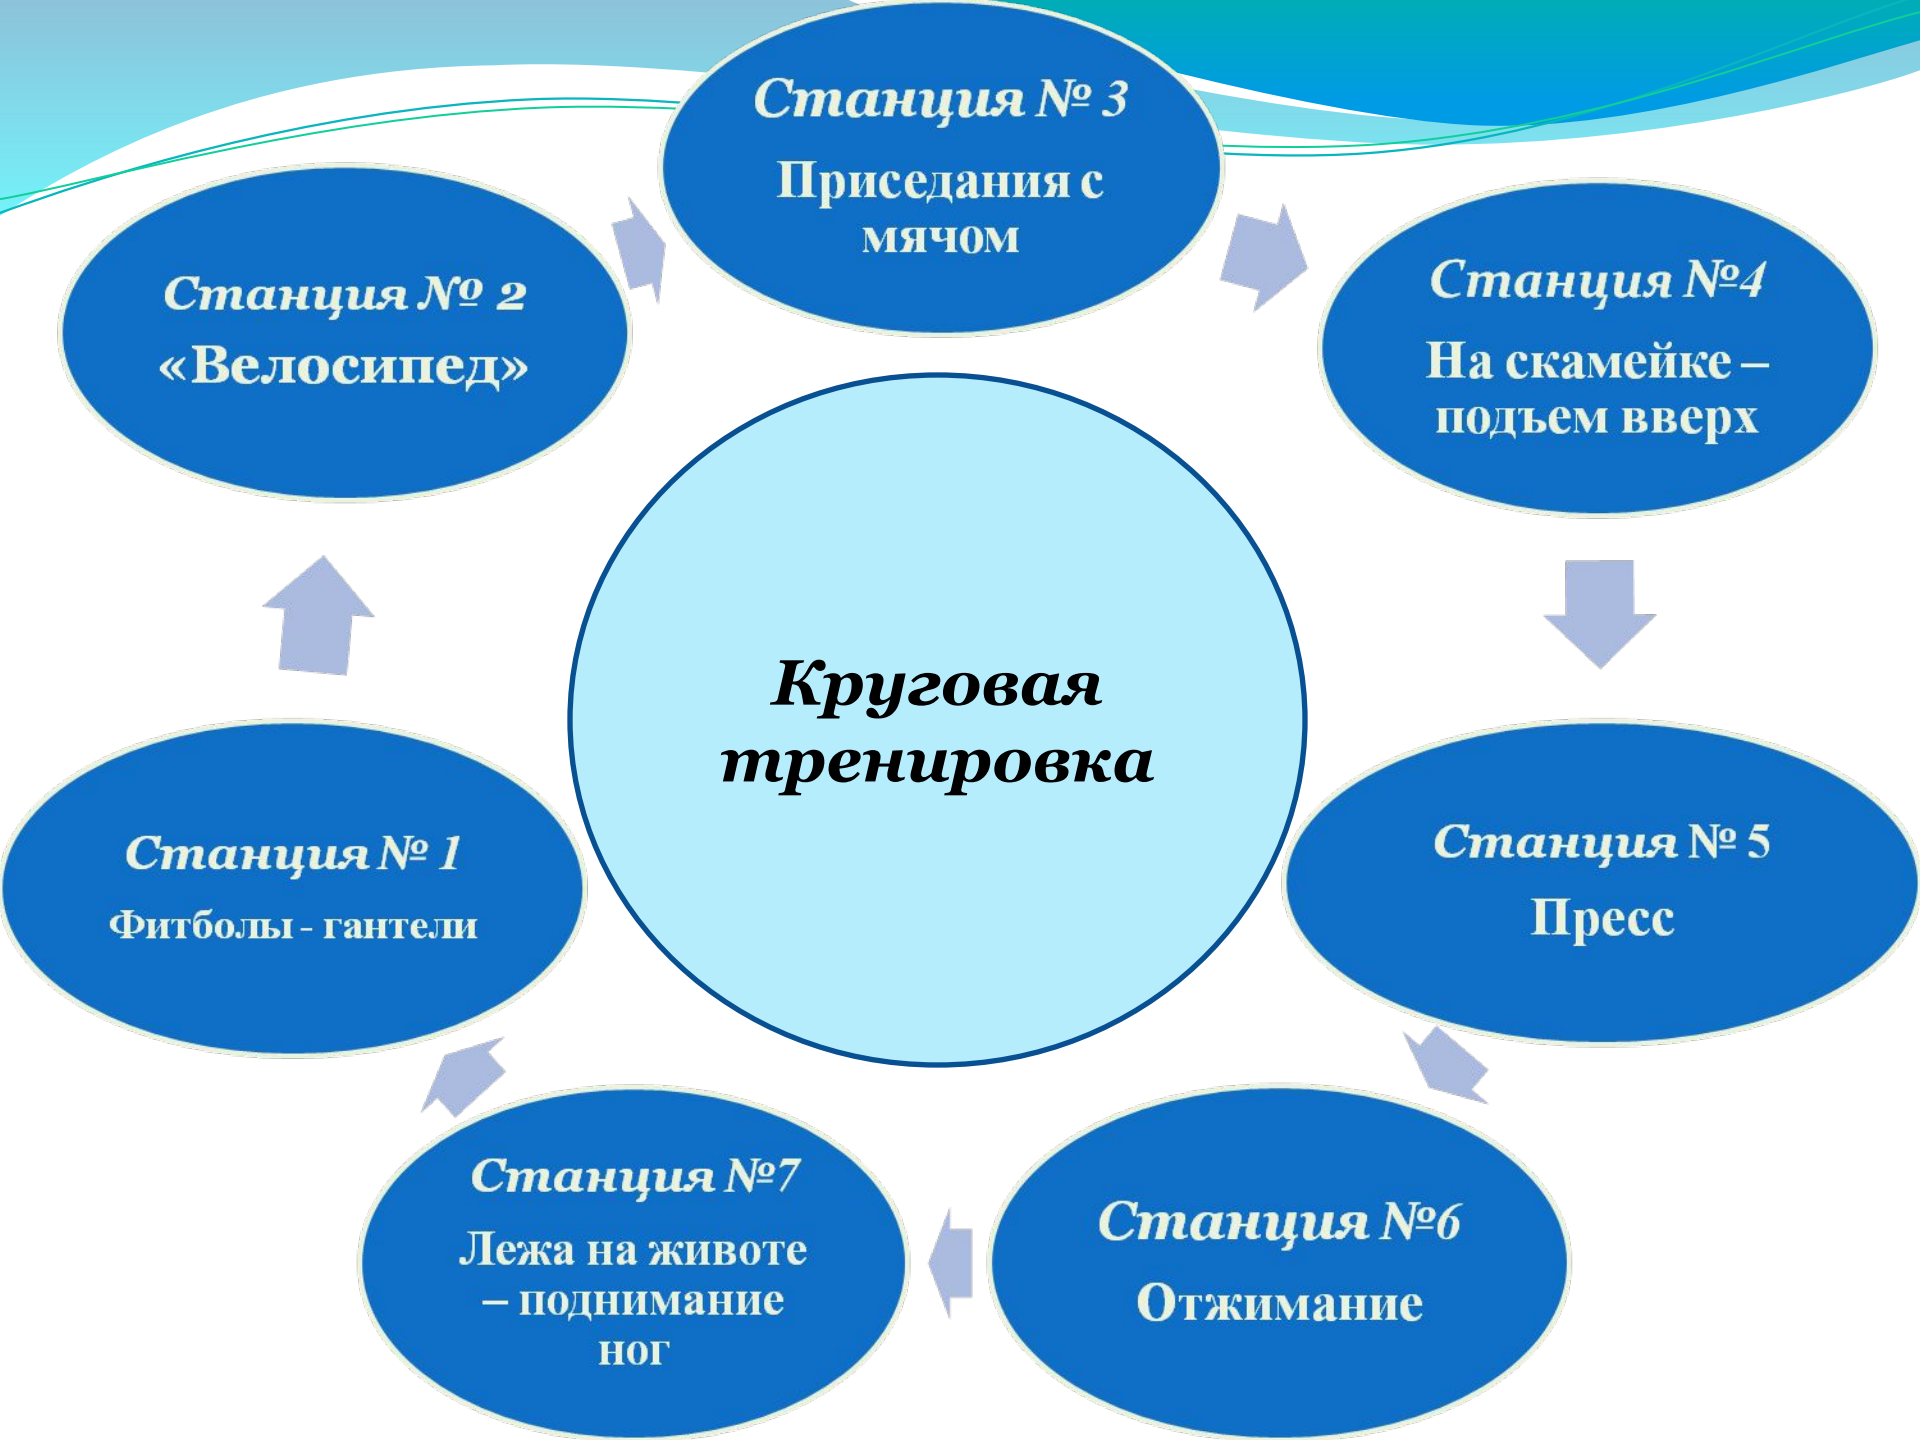 Станция № 3
Приседания с
мячом
Станция № 2
«Велосипед»
Станция №4
На скамейке –
подъем вверх
Круговая
тренировка
Станция № 1
Фитболы - гантели
Станция № 5
Пресс
Станция №7
Лежа на животе
– поднимание
ног
Станция №6
Отжимание